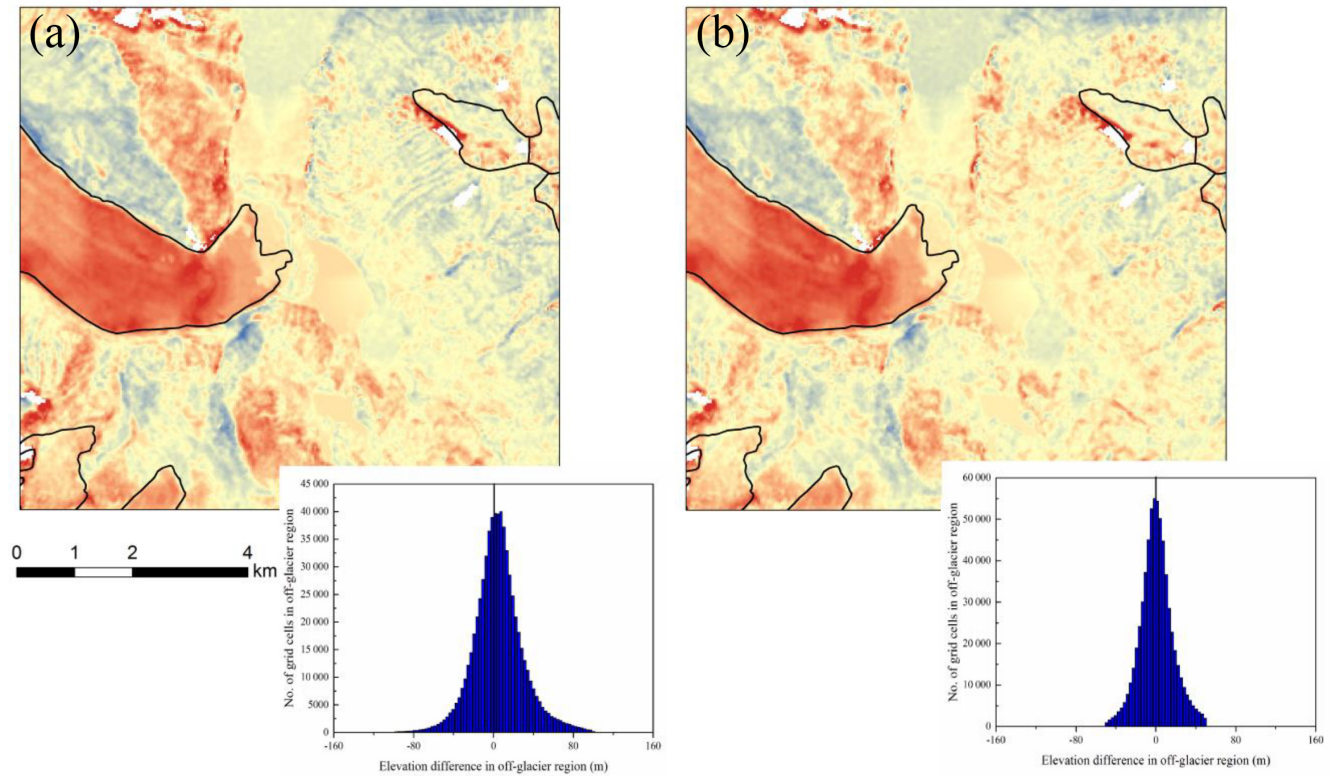 (a)
(b)
0 1 2 4
km
No. of grid cells in off-glacier region
45 000
40 000
35 000
30 000
25 000
20 000
15 000
10 000
5000
0
-160 -80 0 80 160
Elevation difference in off-glacier region (m)
No. of grid cells in off-glacier region
60 000
50 000
40 000
30 000
20 000
10 000
0
-160 -80 0 80 160
Elevation difference in off-glacier region (m)